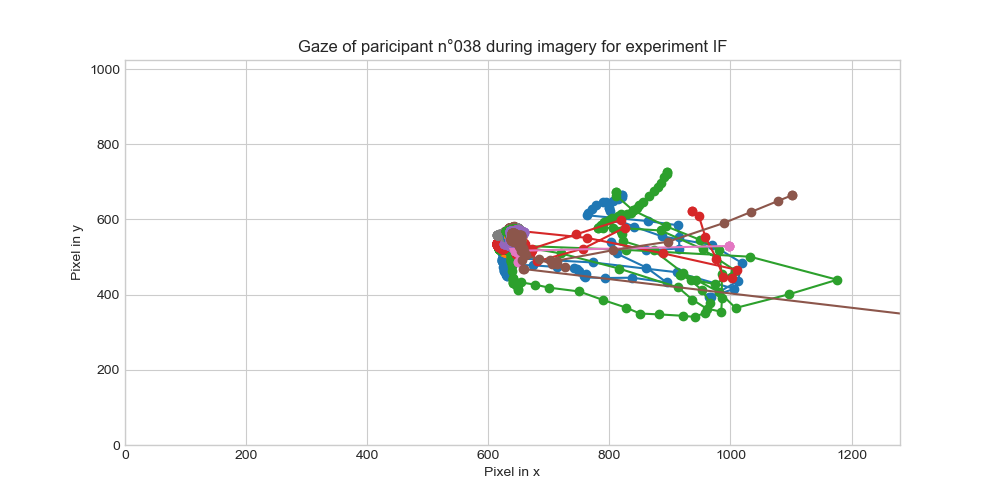 Gaze of paricipant n°038 during imagery for experiment IF
1000
800
600
400
200
0
Pixel in y
0 200 400 600 800 1000 1200
Pixel in x